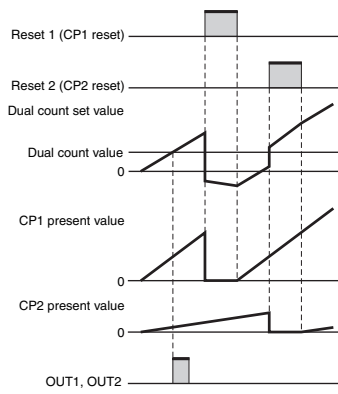 Reset 1 (CP1 reset)
Reset 2 (CP2 reset)
Dual count set value
Dual count value
0
CP1 present value
0
CP2 present value
0
OUT1, OUT2